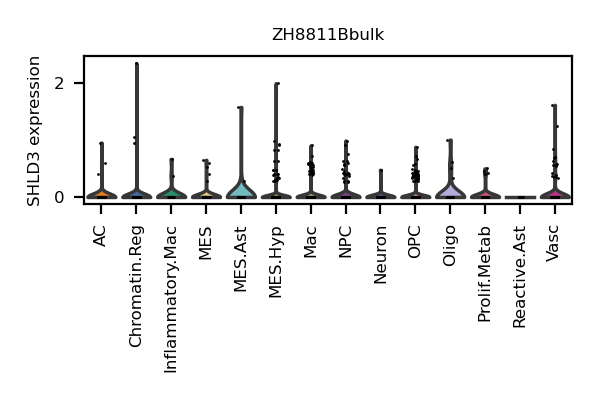 ZH8811Bbulk
SHLD3 expression
2
0
AC
Chromatin.Reg
Inflammatory.Mac
MES
MES.Ast
MES.Hyp
Mac
NPC
Neuron
OPC
Oligo
Prolif.Metab
Reactive.Ast
Vasc